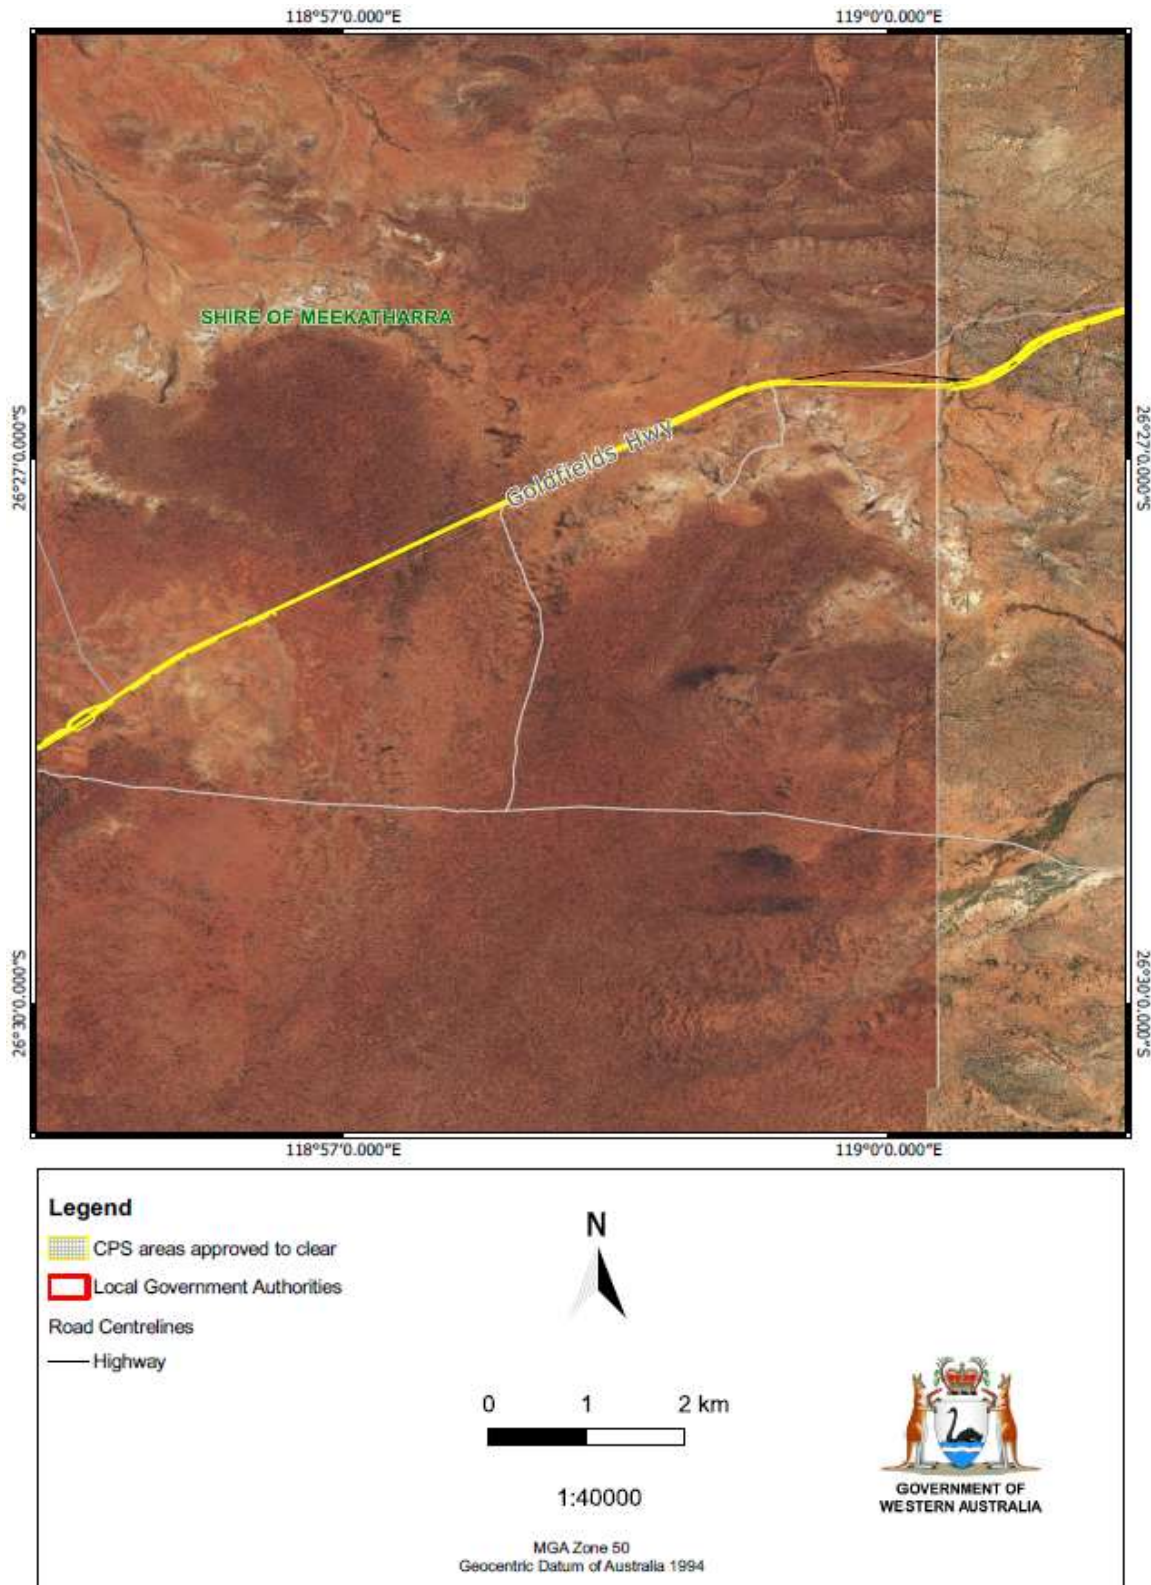 118°57'0.000"E
119°0'0.000"E
SHIRE OF MEEKATHARRA
Goldfields Hwy
26°27'0.000"S
26°27'0.000"S
26°30'0.000"S
26°30'0.000"S
118°57'0.000"E
119°0'0.000"E
Legend
CPS areas approved to clear
Local Government Authorities
Road Centrelines
Highway
N
0 1 2 km
1:40000
MGA Zone 50
Geocentric Datum of Australia 1994
GOVERNMENT OF
WESTERN AUSTRALIA